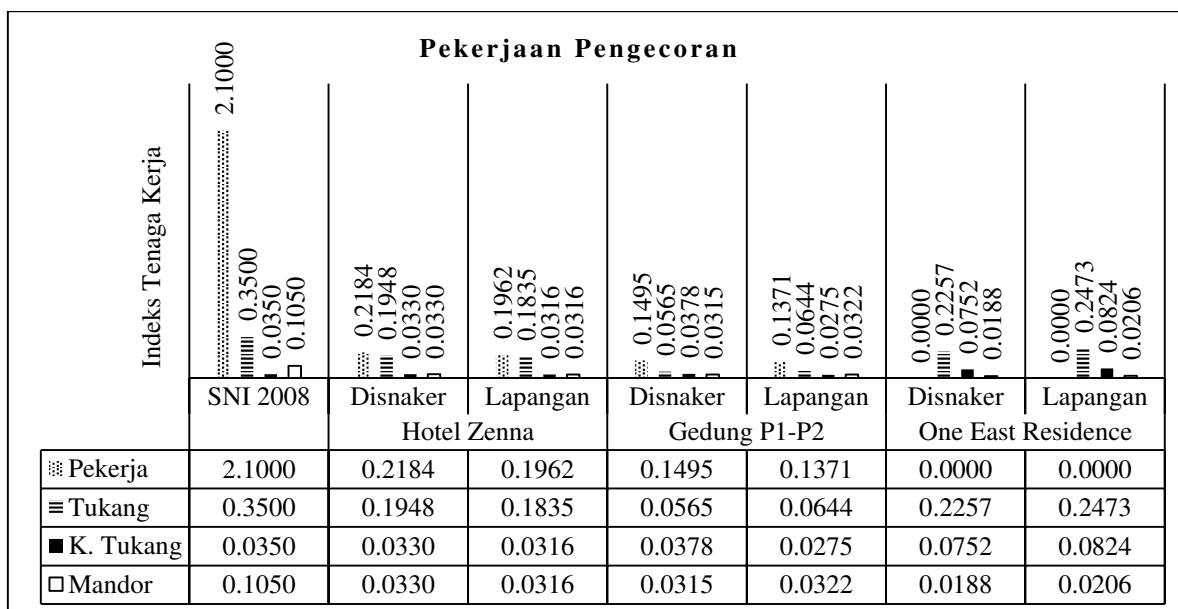 Pekerjaan Pengecoran
Indeks Tenaga Kerja
2.1000 0.3500 0.0350 0.1050 0.2184 0.1948 0.0330 0.0330 0.1962 0.1835 0.0316 0.0316 0.1495 0.0565 0.0378 0.0315 0.1371 0.0644 0.0275 0.0322 0.0000 0.2257 0.0752 0.0188 0.0000 0.2473 0.0824 0.0206
SNI 2008 Disnaker Lapangan Disnaker Lapangan Disnaker Lapangan
Hotel Zenna Gedung P1-P2 One East Residence
Pekerja 2.1000 0.2184 0.1962 0.1495 0.1371 0.0000 0.0000
Tukang 0.3500 0.1948 0.1835 0.0565 0.0644 0.2257 0.2473
K. Tukang 0.0350 0.0330 0.0316 0.0378 0.0275 0.0752 0.0824
Mandor 0.1050 0.0330 0.0316 0.0315 0.0322 0.0188 0.0206